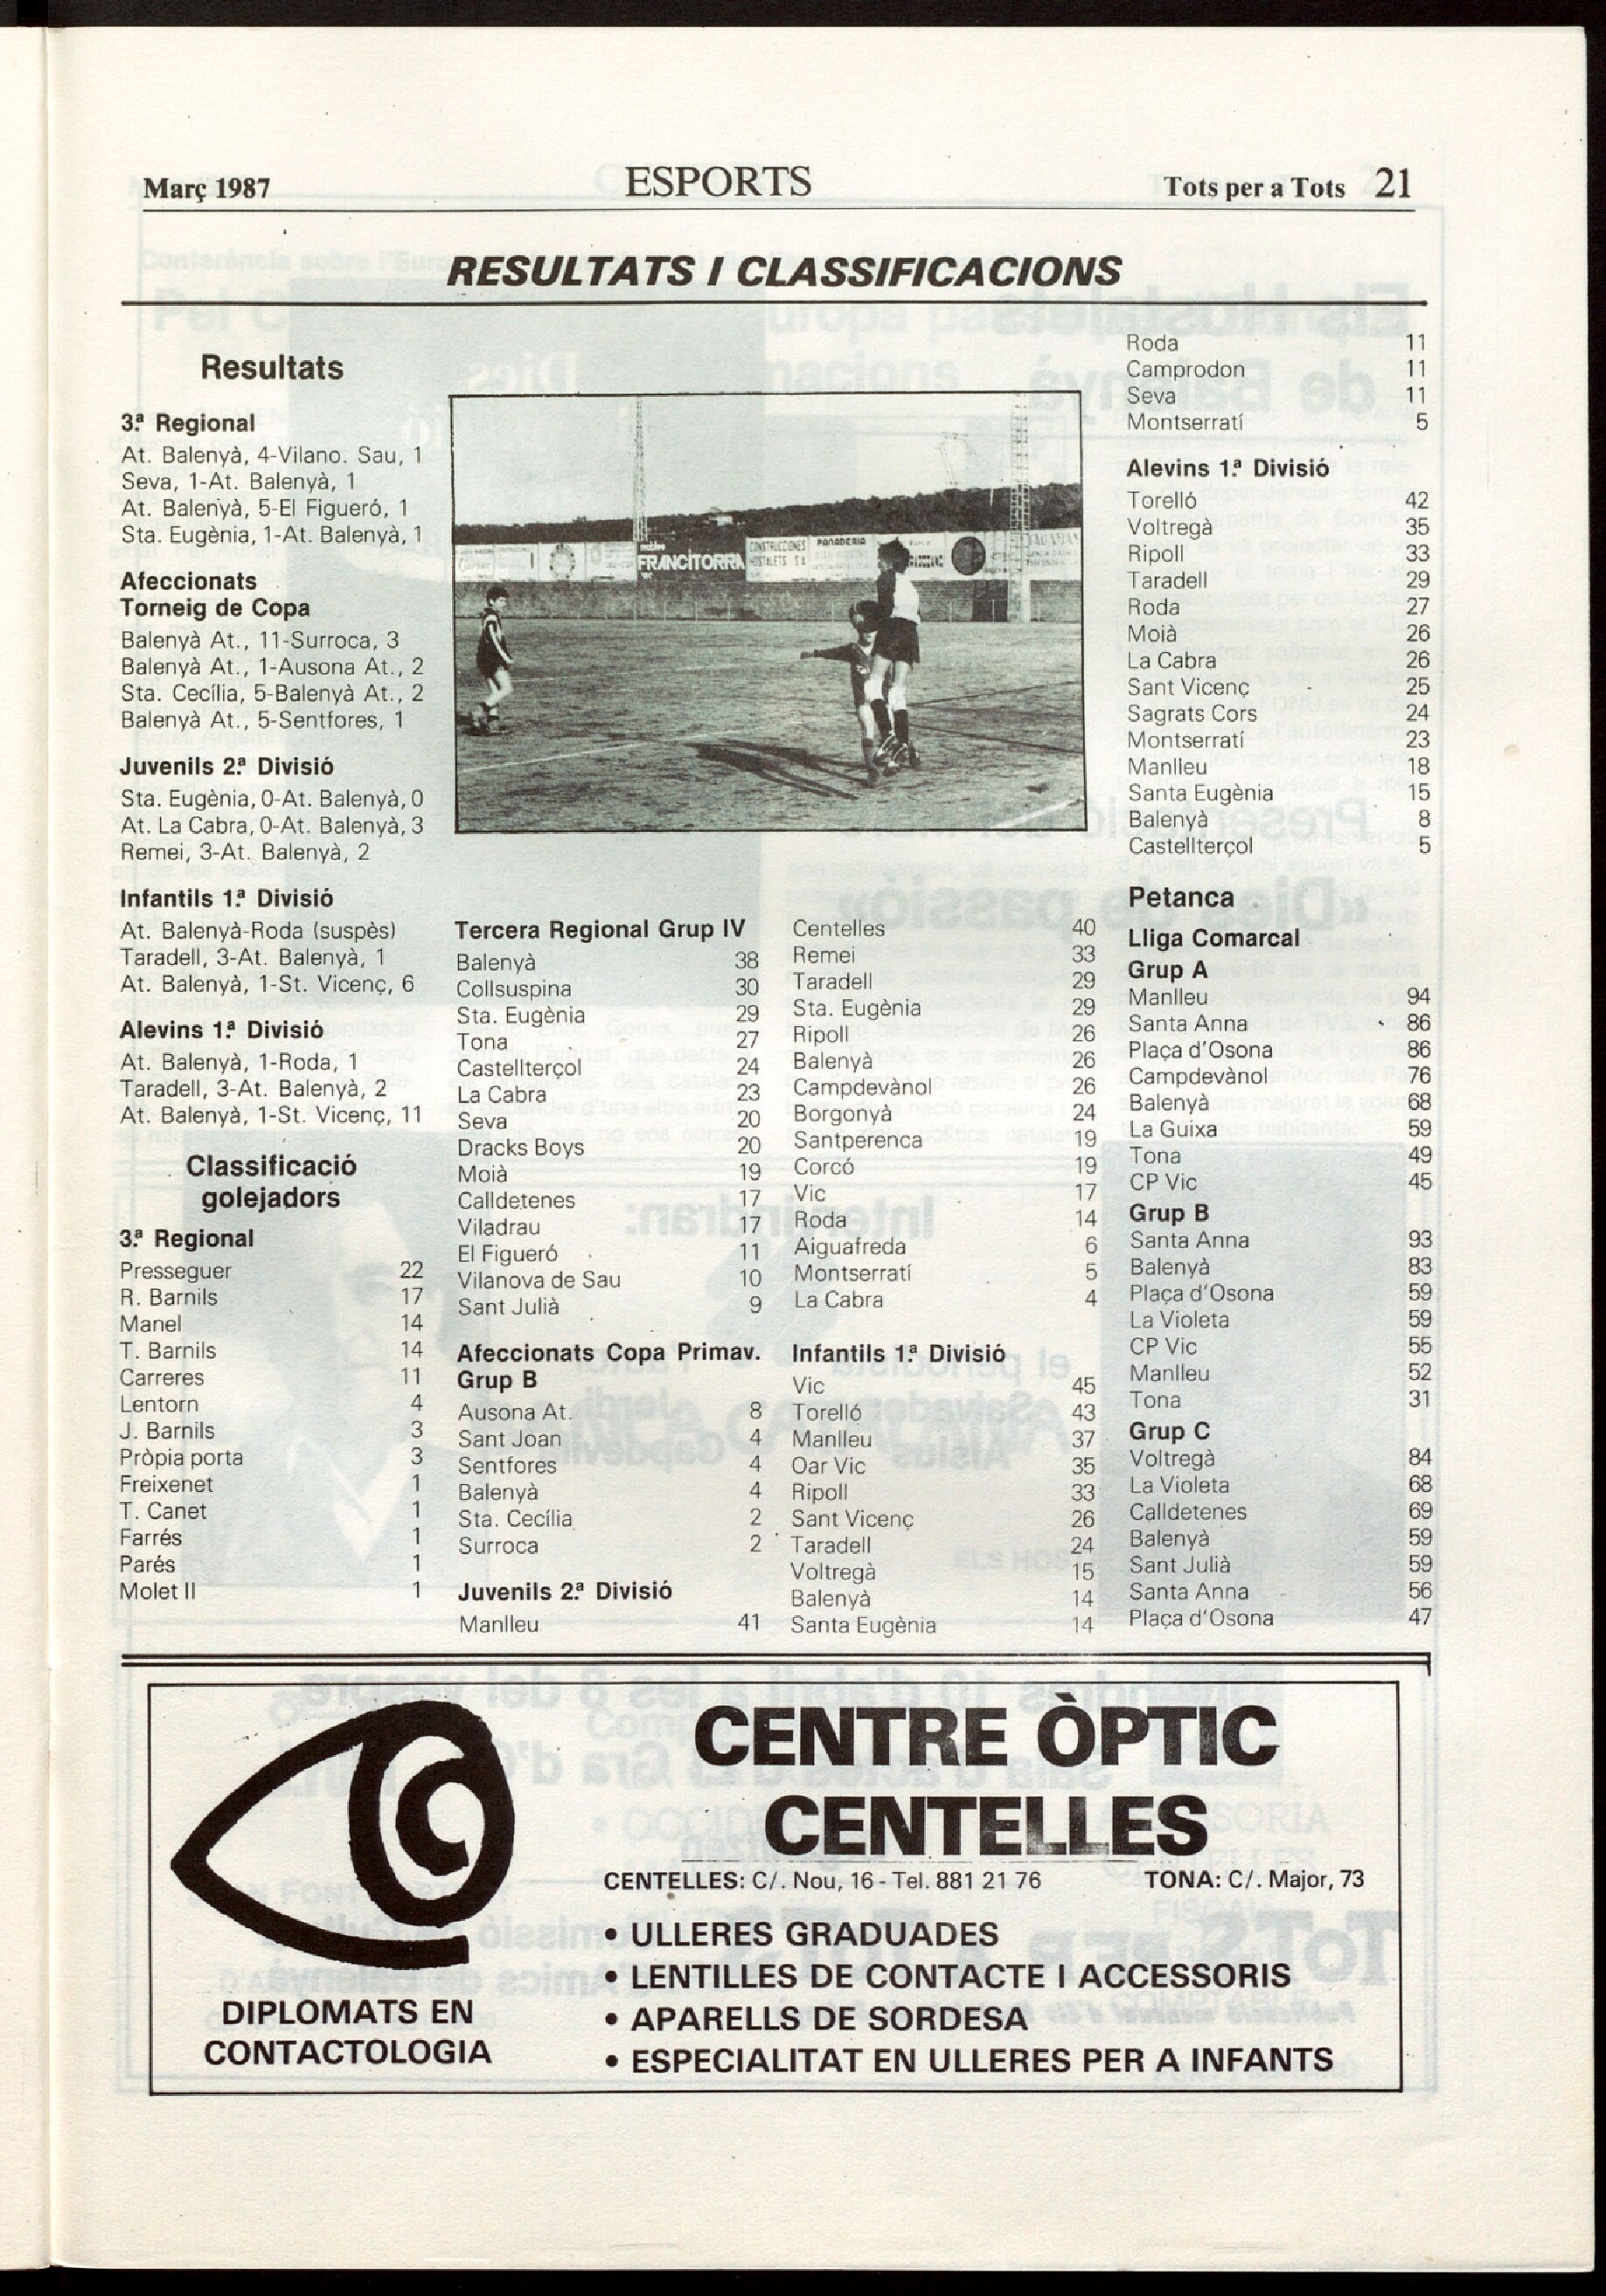 Març 1987
ESPORTS
Tots per a Tots 21
RESULTATS I CLASSIFICACIONS
Resultats
3.ª Regional
At. Balenyà, 4-Vilano. Sau, 1
Seva, 1-At. Balenyà, 1
At. Balenyà, 5-El Figueró, 1
Sta. Eugènia, 1-At. Balenyà, 1
Afeccionats
Torneig de Copa
Balenyà At., 11-Surroca, 3
Balenyà At., 1-Ausona At., 2
Sta. Cecília, 5-Balenyà At., 2
Balenyà At., 5-Sentfores, 1
Juvenils 2.ª Divisió
Sta. Eugènia, 0-At. Balenyà, 0
At. La Cabra, 0-At. Balenyà, 3
Remei, 3-At. Balenyà, 2
Infantils 1.ª Divisió
At. Balenyà-Roda (suspès)
Taradell, 3-At. Balenyà, 1
At. Balenyà, 1-St. Vicenç, 6
Alevins 1.ª Divisió
At. Balenyà, 1-Roda, 1
Taradell, 3-At. Balenyà, 2
At. Balenyà, 1-St. Vicenç, 11
Classificació
golejadors
3.ª Regional
Presseguer 22
R. Barnils 17
Manel 14
T. Barnils 14
Carreres 11
Lentorn 4
J. Barnils 3
Pròpia porta 3
Freixenet 1
T. Canet 1
Farrés 1
Parés 1
Molet II 1
FRANCITORRA
CONSTRUCCIONES
HOSTALETS S.A
PANADERIA
Tercera Regional Grup IV
Balenyà 38
Collsuspina 30
Sta. Eugènia 29
Tona 27
Castellterçol 24
La Cabra 23
Seva 20
Dracks Boys 20
Moià 19
Calldetenes 17
Viladrau 17
El Figueró 11
Vilanova de Sau 10
Sant Julià 9
Afeccionats Copa Primav.
Grup B
Ausona At. 8
Sant Joan 4
Sentfores 4
Balenyà 4
Sta. Cecília 2
Surroca 2
Juvenils 2.ª Divisió
Manlleu 41
Centelles 40
Remei 33
Taradell 29
Sta. Eugènia 29
Ripoll 26
Balenyà 26
Campdevànol 26
Borgonyà 24
Santperenca 19
Corcó 19
Vic 17
Roda 14
Aiguafreda 6
Montserratí 5
La Cabra 4
Infantils 1.ª Divisió
Vic 45
Torelló 43
Manlleu 37
Oar Vic 35
Ripoll 33
Sant Vicenç 26
Taradell 24
Voltregà 15
Balenyà 14
Santa Eugènia 14
Roda 11
Camprodon 11
Seva 11
Montserratí 5
Alevins 1.ª Divisió
Torelló 42
Voltregà 35
Ripoll 33
Taradell 29
Roda 27
Moià 26
La Cabra 26
Sant Vicenç 25
Sagrats Cors 24
Montserratí 23
Manlleu 18
Santa Eugènia 15
Balenyà 8
Castellterçol 5
Petanca
Lliga Comarcal
Grup A
Manlleu 94
Santa Anna 86
Plaça d'Osona 86
Campdevànol 76
Balenyà 68
La Guixa 59
Tona 49
CP Vic 45
Grup B
Santa Anna 93
Balenyà 83
Plaça d'Osona 59
La Violeta 59
CP Vic 55
Manlleu 52
Tona 31
Grup C
Voltregà 84
La Violeta 68
Calldetenes 69
Balenyà 59
Sant Julià 59
Santa Anna 56
Plaça d'Osona 47
CENTRE ÒPTIC
CENTELLES
CENTELLES: C/. Nou, 16 - Tel. 881 21 76
TONA: C/. Major, 73
• ULLERES GRADUADES
• LENTILLES DE CONTACTE I ACCESSORIS
• APARELLS DE SORDESA
• ESPECIALITAT EN ULLERES PER A INFANTS
DIPLOMATS EN
CONTACTOLOGIA